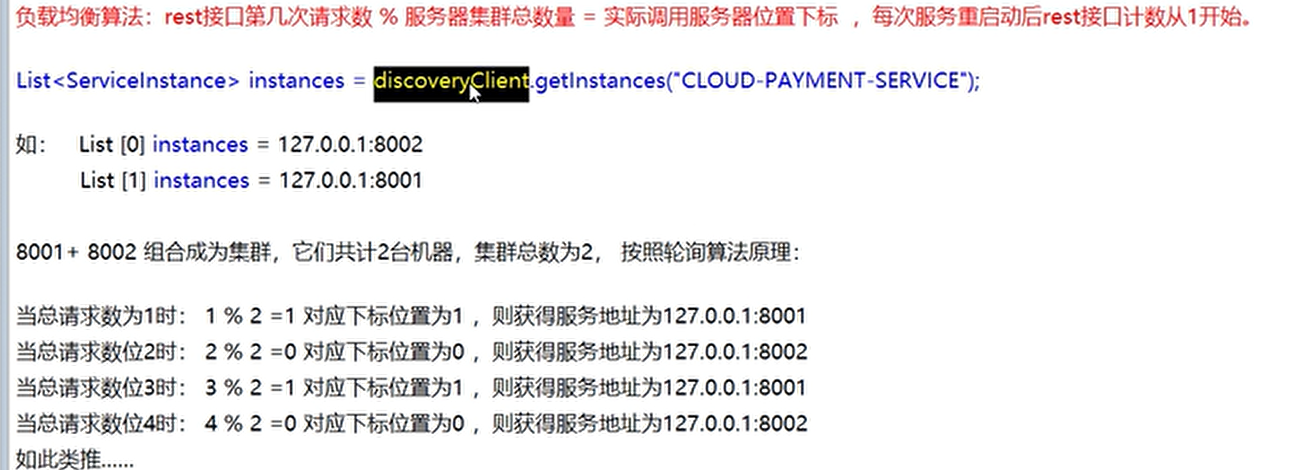 负载均衡算法：rest接口第几次请求数 % 服务器集群总数量 = 实际调用服务器位置下标 ，每次服务重启动后rest接口计数从1开始。
List<ServiceInstance> instances = discoveryClient.getInstances("CLOUD-PAYMENT-SERVICE");
如： List [0] instances = 127.0.0.1:8002
List [1] instances = 127.0.0.1:8001
8001+ 8002 组合成为集群，它们共计2台机器，集群总数为2， 按照轮询算法原理：
当总请求数为1时： 1 % 2 =1 对应下标位置为1 ，则获得服务地址为127.0.0.1:8001
当总请求数位2时： 2 % 2 =0 对应下标位置为0 ，则获得服务地址为127.0.0.1:8002
当总请求数位3时： 3 % 2 =1 对应下标位置为1 ，则获得服务地址为127.0.0.1:8001
当总请求数位4时： 4 % 2 =0 对应下标位置为0 ，则获得服务地址为127.0.0.1:8002
如此类推......